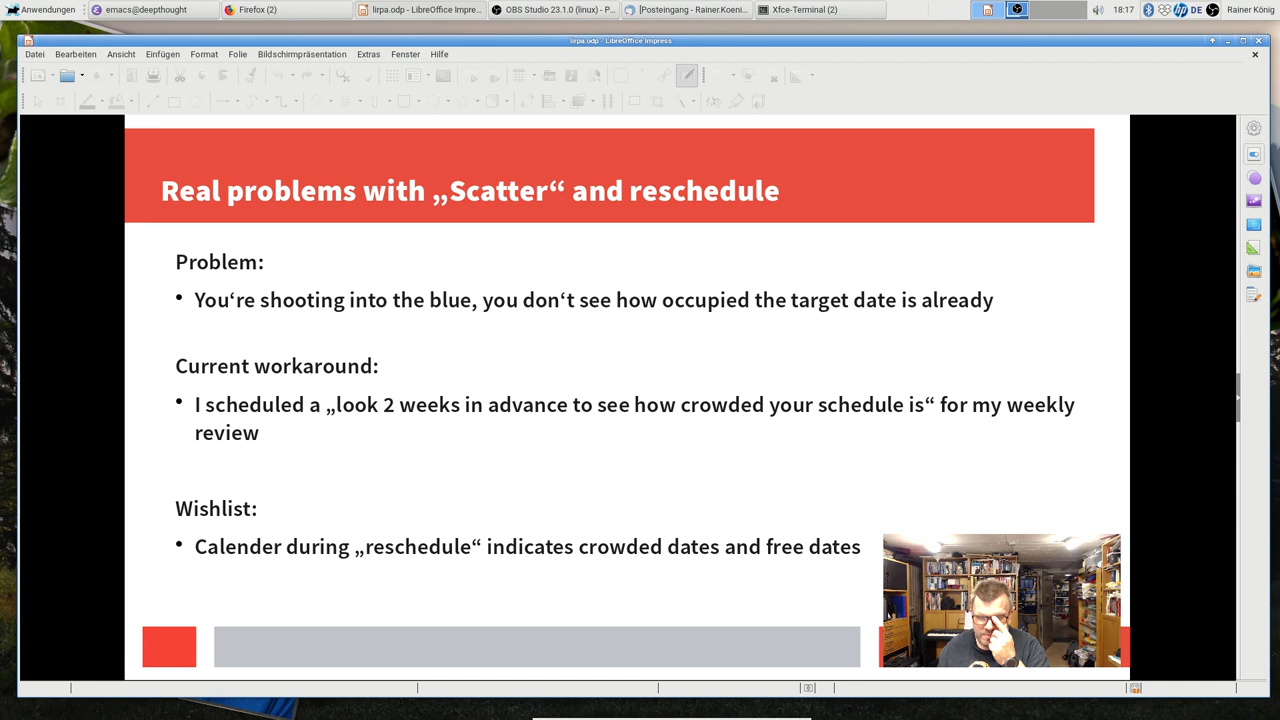 Anwendungen
emacs@deepthought
Firefox (2)
lirpa.odp - LibreOffice Impre...
OBS Studio 23.1.0 (linux) - P...
[Posteingang - Rainer.Koeni...
Xfce-Terminal (2)
18:17
DE
Rainer König
lirpa.odp - LibreOffice Impress
Datei Bearbeiten Ansicht Einfügen Format Folie Bildschirmpräsentation Extras Fenster Hilfe
Real problems with „Scatter“ and reschedule
Problem:
• You‘re shooting into the blue, you don‘t see how occupied the target date is already
Current workaround:
• I scheduled a „look 2 weeks in advance to see how crowded your schedule is“ for my weekly
review
Wishlist:
• Calender during „reschedule“ indicates crowded dates and free dates